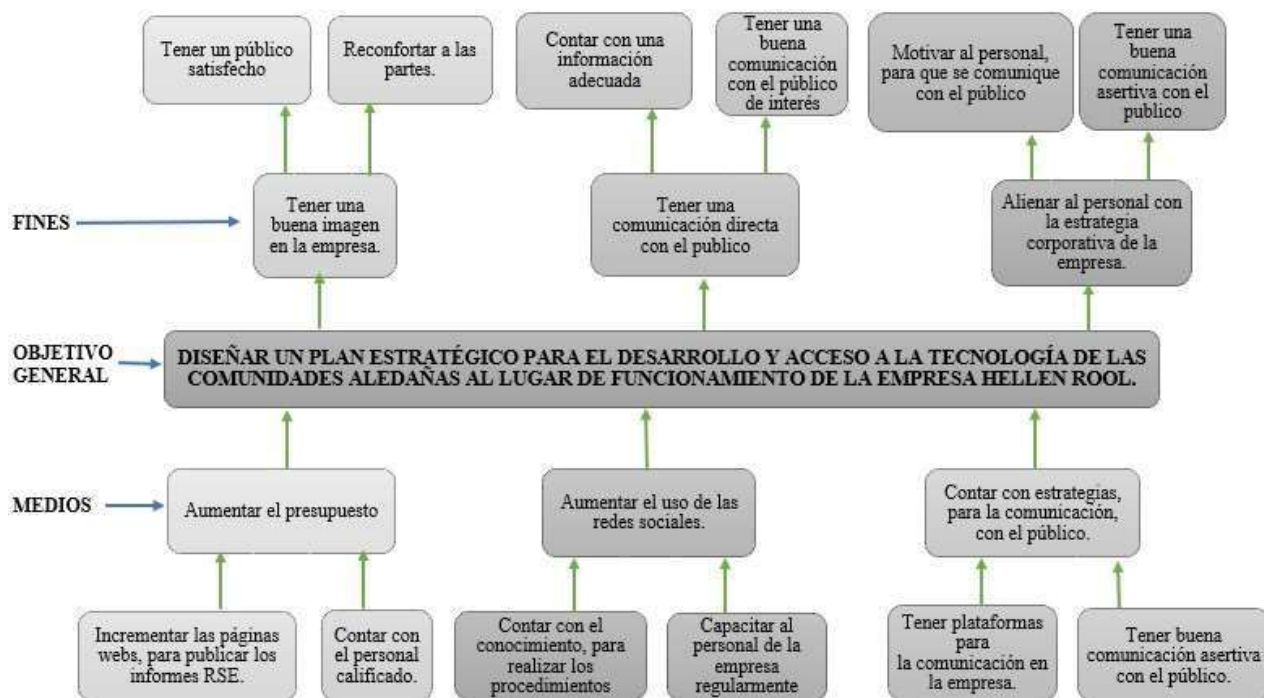 Tener un público
satisfecho
Reconfortar a las
partes.
Contar con una
información
adecuada
Tener una
buena
comunicación
con el público
de interés
Motivar al personal,
para que se comunique
con el público
Tener una
buena
comunicación
asertiva con el
publico
FINES
Tener una
buena imagen
en la empresa.
Tener una
comunicación directa
con el publico
Alienar al personal con
la estrategia
corporativa de la
empresa.
OBJETIVO
GENERAL
DISEÑAR UN PLAN ESTRATÉGICO PARA EL DESARROLLO Y ACCESO A LA TECNOLOGÍA DE LAS
COMUNIDADES ALEDAÑAS AL LUGAR DE FUNCIONAMIENTO DE LA EMPRESA HELLEN ROOL.
MEDIOS
Aumentar el presupuesto
Aumentar el uso de las
redes sociales.
Contar con estrategias,
para la comunicación,
con el público.
Incrementar las páginas
webs, para publicar los
informes RSE.
Contar con
el personal
calificado.
Contar con el
conocimiento, para
realizar los
procedimientos
Capacitar al
personal de la
empresa
regularmente
Tener plataformas
para
la comunicación en
la empresa.
Tener buena
comunicación asertiva
con el publico.